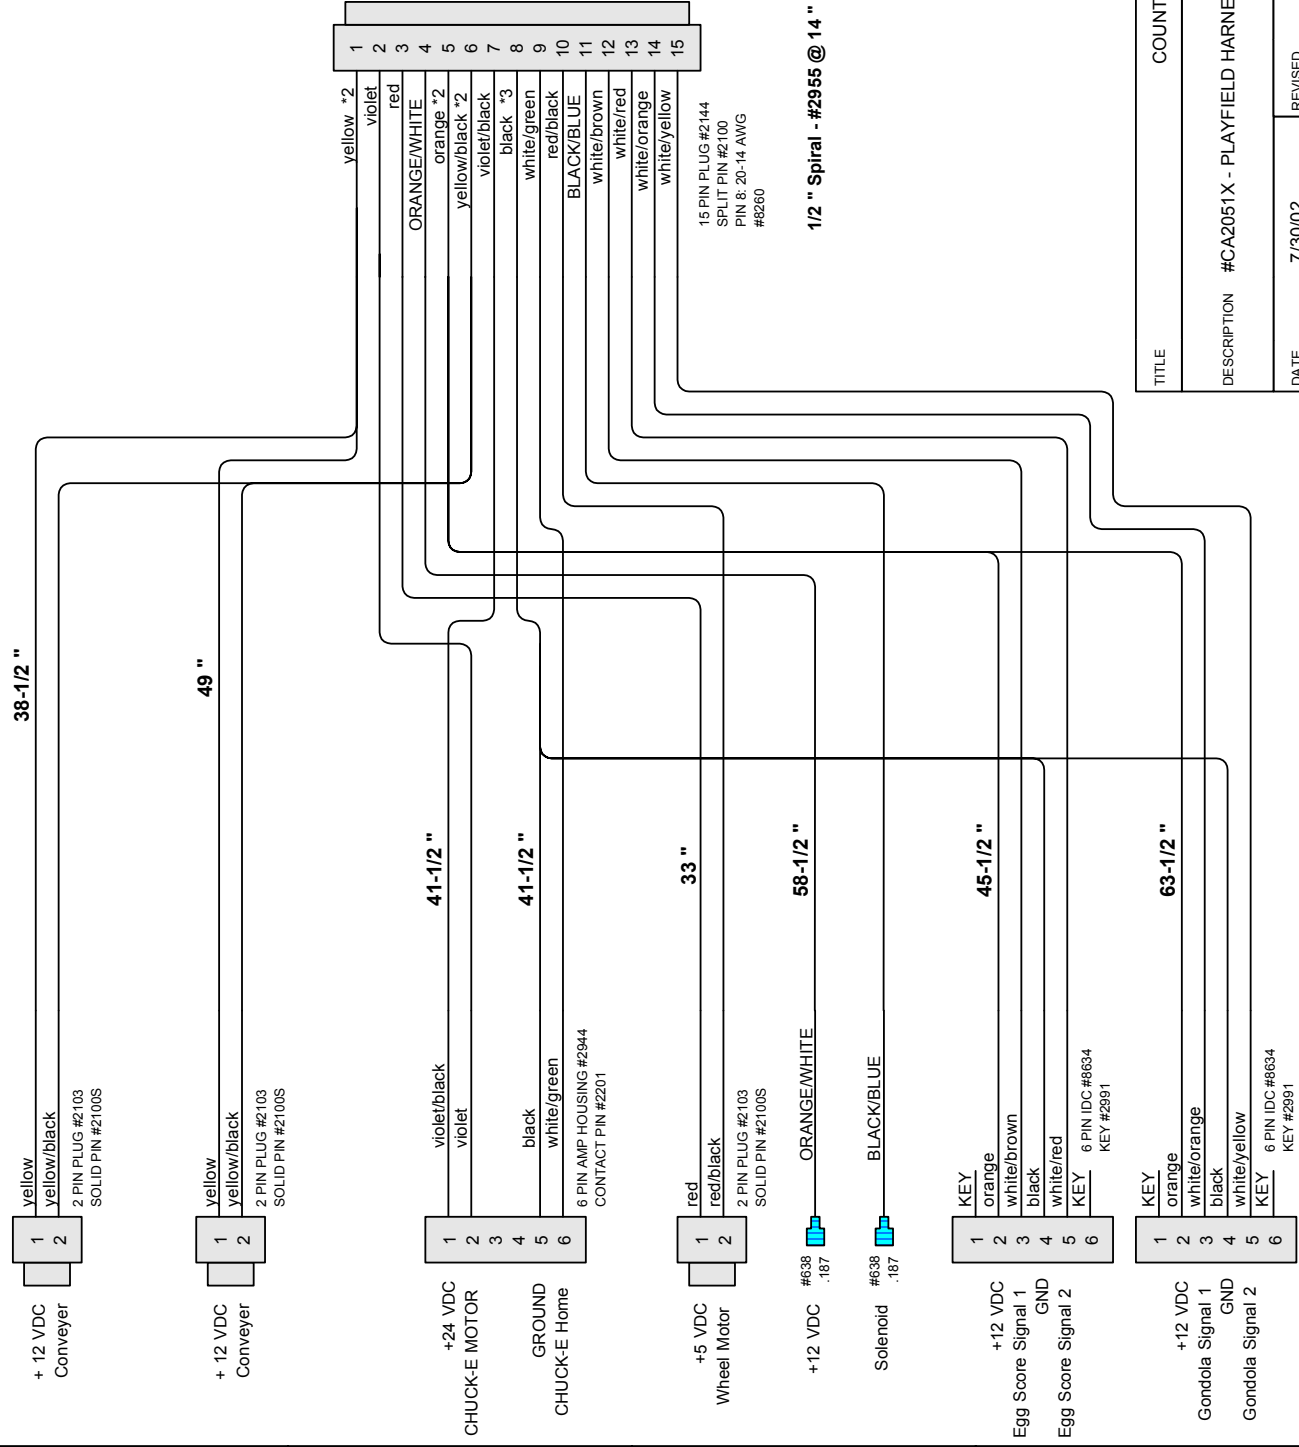 1
2
3
4
5
6
7
8
9
10
11
12
13
14
15
yellow *2
violet
red
ORANGE/WHITE
orange *2
yellow/black *2
violet/black
black *3
white/green
red/black
BLACK/BLUE
white/brown
white/red
white/orange
white/yellow
15 PIN PLUG #2144
SPLIT PIN #2100
PIN 8: 20-14 AWG
#8260
1/2 " Spiral - #2955 @ 14 "
38-1/2 "
yellow
yellow/black
1
2
2 PIN PLUG #2103
SOLID PIN #2100S
+ 12 VDC
Conveyer
49 "
yellow
yellow/black
1
2
2 PIN PLUG #2103
SOLID PIN #2100S
+ 12 VDC
Conveyer
41-1/2 "
41-1/2 "
violet/black
violet
black
white/green
1
2
3
4
5
6
6 PIN AMP HOUSING #2944
CONTACT PIN #2201
+24 VDC
CHUCK-E MOTOR
GROUND
CHUCK-E Home
33 "
red
red/black
1
2
2 PIN PLUG #2103
SOLID PIN #2100S
+5 VDC
Wheel Motor
58-1/2 "
ORANGE/WHITE
#638
.187
+12 VDC
BLACK/BLUE
#638
.187
Solenoid
45-1/2 "
KEY
orange
white/brown
black
white/red
KEY
1
2
3
4
5
6
6 PIN IDC #8634
KEY #2991
+12 VDC
Egg Score Signal 1
GND
Egg Score Signal 2
63-1/2 "
KEY
orange
white/orange
black
white/yellow
KEY
1
2
3
4
5
6
6 PIN IDC #8634
KEY #2991
+12 VDC
Gondola Signal 1
GND
Gondola Signal 2
TITLE COUNT
DESCRIPTION #CA2051X - PLAYFIELD HARNE
DATE 7/30/02 REVISED